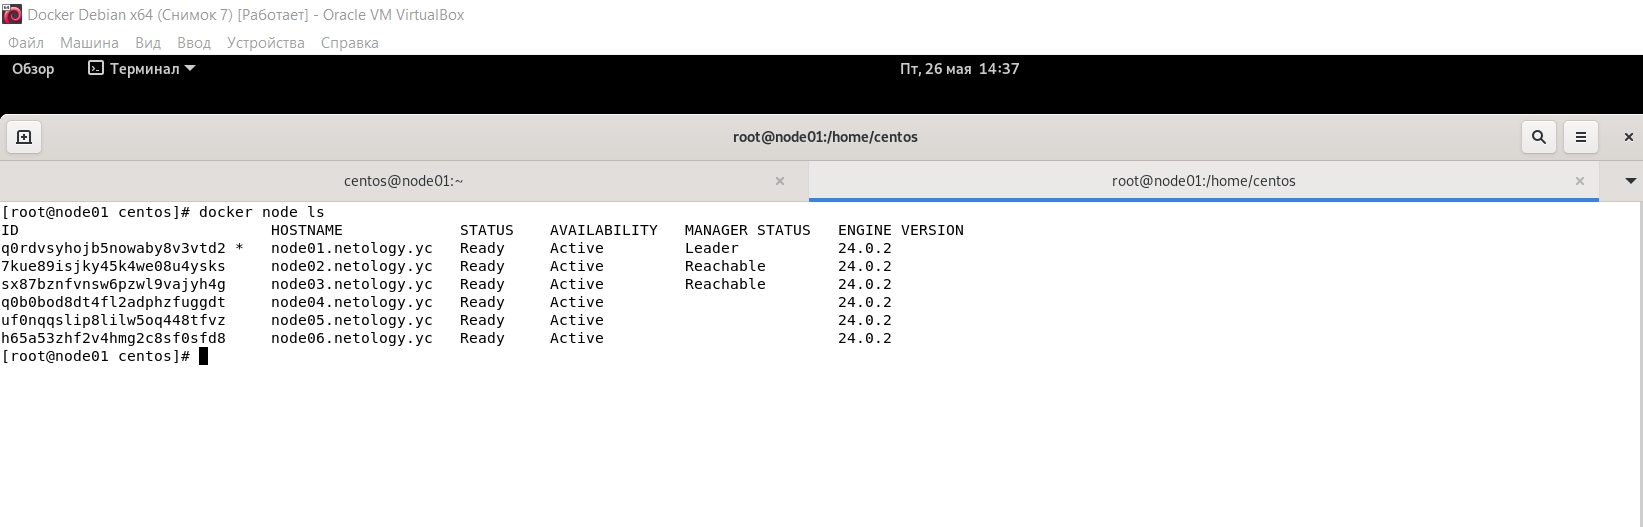 Docker Debian x64 (Снимок 7) [Работает] - Oracle VM VirtualBox
Файл Машина Вид Ввод Устройства Справка
Обзор Терминал Пт, 26 мая 14:37
root@node01:/home/centos
centos@node01:~ root@node01:/home/centos
[root@node01 centos]# docker node ls
ID HOSTNAME STATUS AVAILABILITY MANAGER STATUS ENGINE VERSION
q0rdvsyhojb5nowaby8v3vtd2 * node01.netology.yc Ready Active Leader 24.0.2
7kue89isjky45k4we08u4ysks node02.netology.yc Ready Active Reachable 24.0.2
sx87bznfvnsw6pzwl9vajyh4g node03.netology.yc Ready Active Reachable 24.0.2
q0b0bod8dt4fl2adphzfuggdt node04.netology.yc Ready Active 24.0.2
uf0nqqslip8lilw5oq448tfvz node05.netology.yc Ready Active 24.0.2
h65a53zhf2v4hmg2c8sf0sfd8 node06.netology.yc Ready Active 24.0.2
[root@node01 centos]#